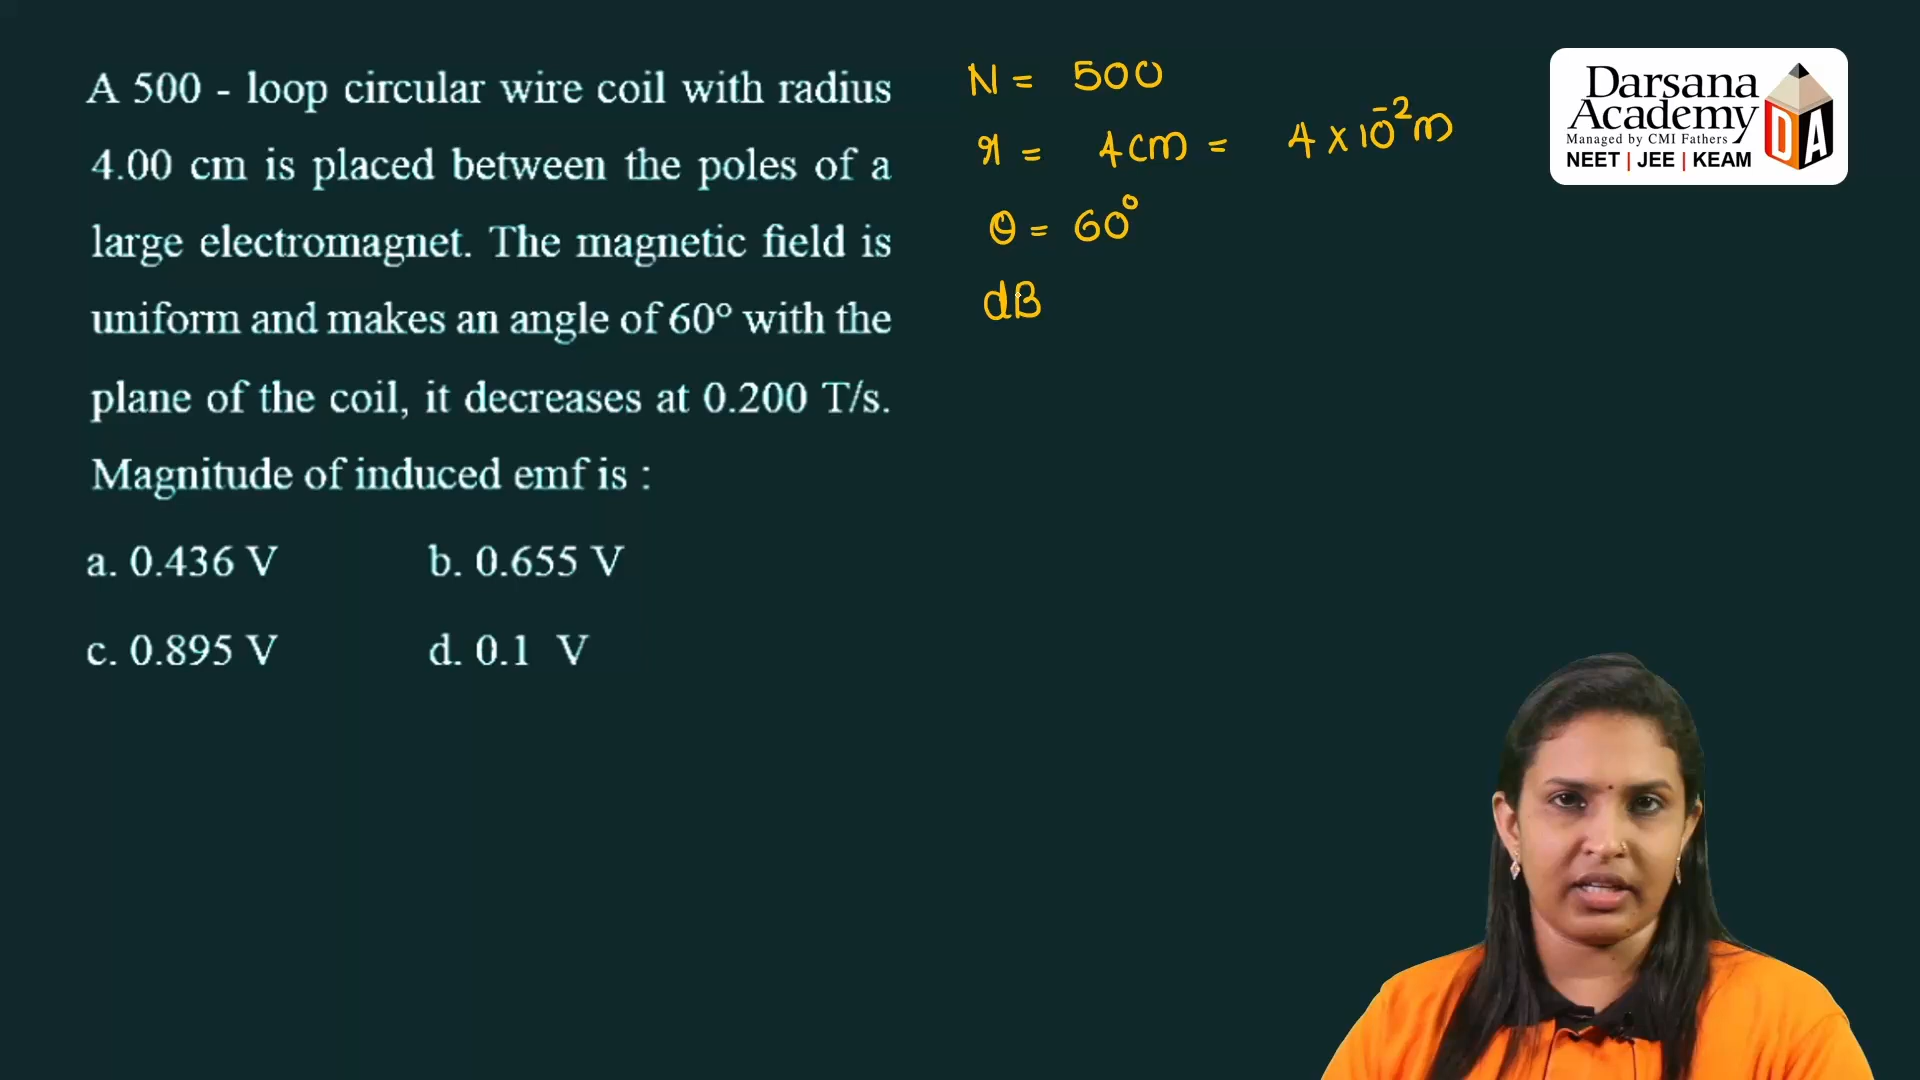 A 500 - loop circular wire coil with radius
4.00 cm is placed between the poles of a
large electromagnet. The magnetic field is
uniform and makes an angle of 60° with the
plane of the coil, it decreases at 0.200 T/s.
Magnitude of induced emf is :
a. 0.436 V b. 0.655 V
c. 0.895 V d. 0.1 V
N = 500
r = 4cm = 4 x 10⁻² m
θ = 60°
dB
Darsana
Academy
Managed by CMI Fathers
NEET | JEE | KEAM
DA